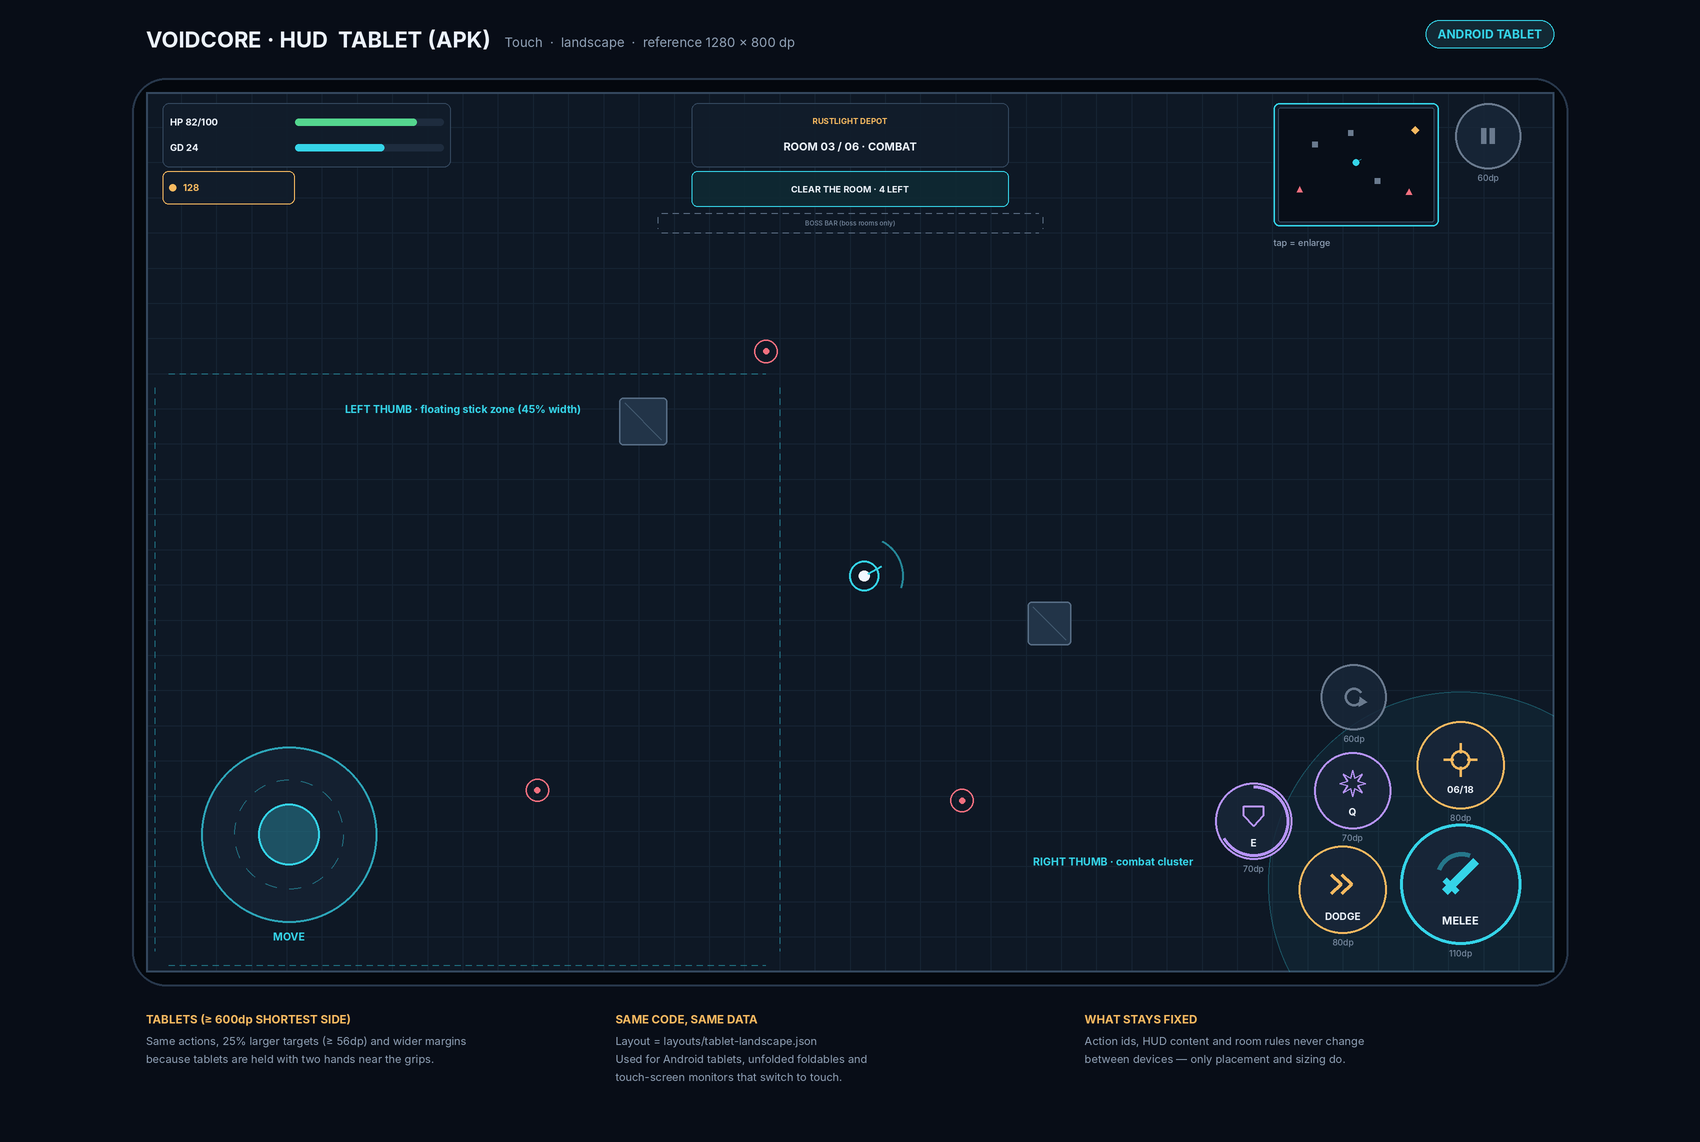 VOIDCORE · HUD TABLET (APK)
Touch · landscape · reference 1280 × 800 dp
ANDROID TABLET
HP 82/100
GD 24
128
RUSTLIGHT DEPOT
ROOM 03 / 06 · COMBAT
CLEAR THE ROOM · 4 LEFT
BOSS BAR (boss rooms only)
60dp
tap = enlarge
LEFT THUMB · floating stick zone (45% width)
60dp
06/18
80dp
Q
70dp
E
70dp
RIGHT THUMB · combat cluster
DODGE
80dp
MELEE
110dp
MOVE
TABLETS (≥ 600dp SHORTEST SIDE)
Same actions, 25% larger targets (≥ 56dp) and wider margins
because tablets are held with two hands near the grips.
SAME CODE, SAME DATA
Layout = layouts/tablet-landscape.json
Used for Android tablets, unfolded foldables and
touch-screen monitors that switch to touch.
WHAT STAYS FIXED
Action ids, HUD content and room rules never change
between devices — only placement and sizing do.